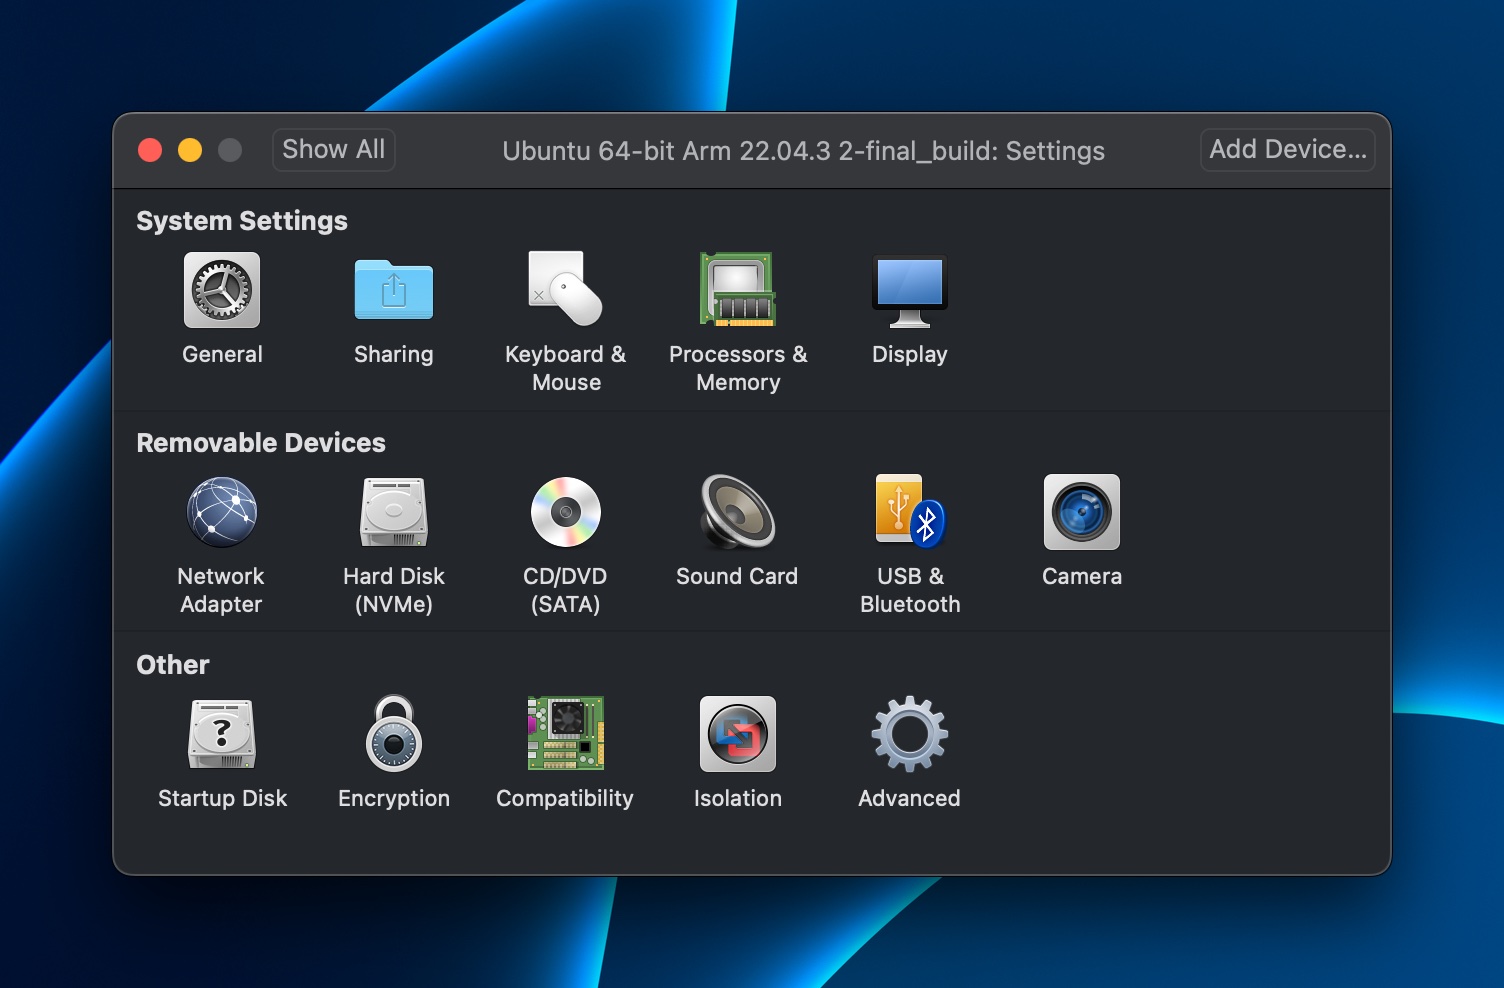 Show All
Ubuntu 64-bit Arm 22.04.3 2-final_build: Settings
Add Device...
System Settings
General
Sharing
Keyboard &
Mouse
Processors &
Memory
Display
Removable Devices
Network
Adapter
Hard Disk
(NVMe)
CD/DVD
(SATA)
Sound Card
USB &
Bluetooth
Camera
Other
?
Startup Disk
Encryption
Compatibility
Isolation
Advanced